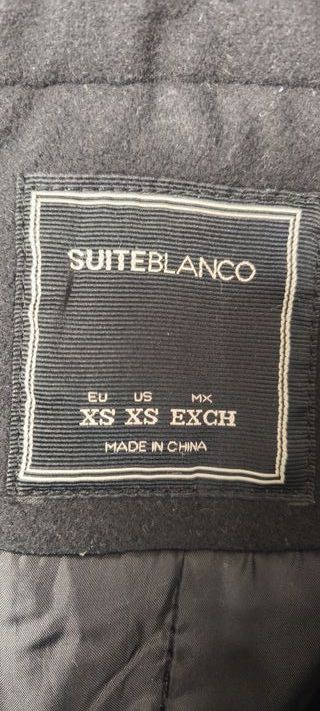 SUITEBLANCO
EU US MX
XS XS EXCH
MADE IN CHINA